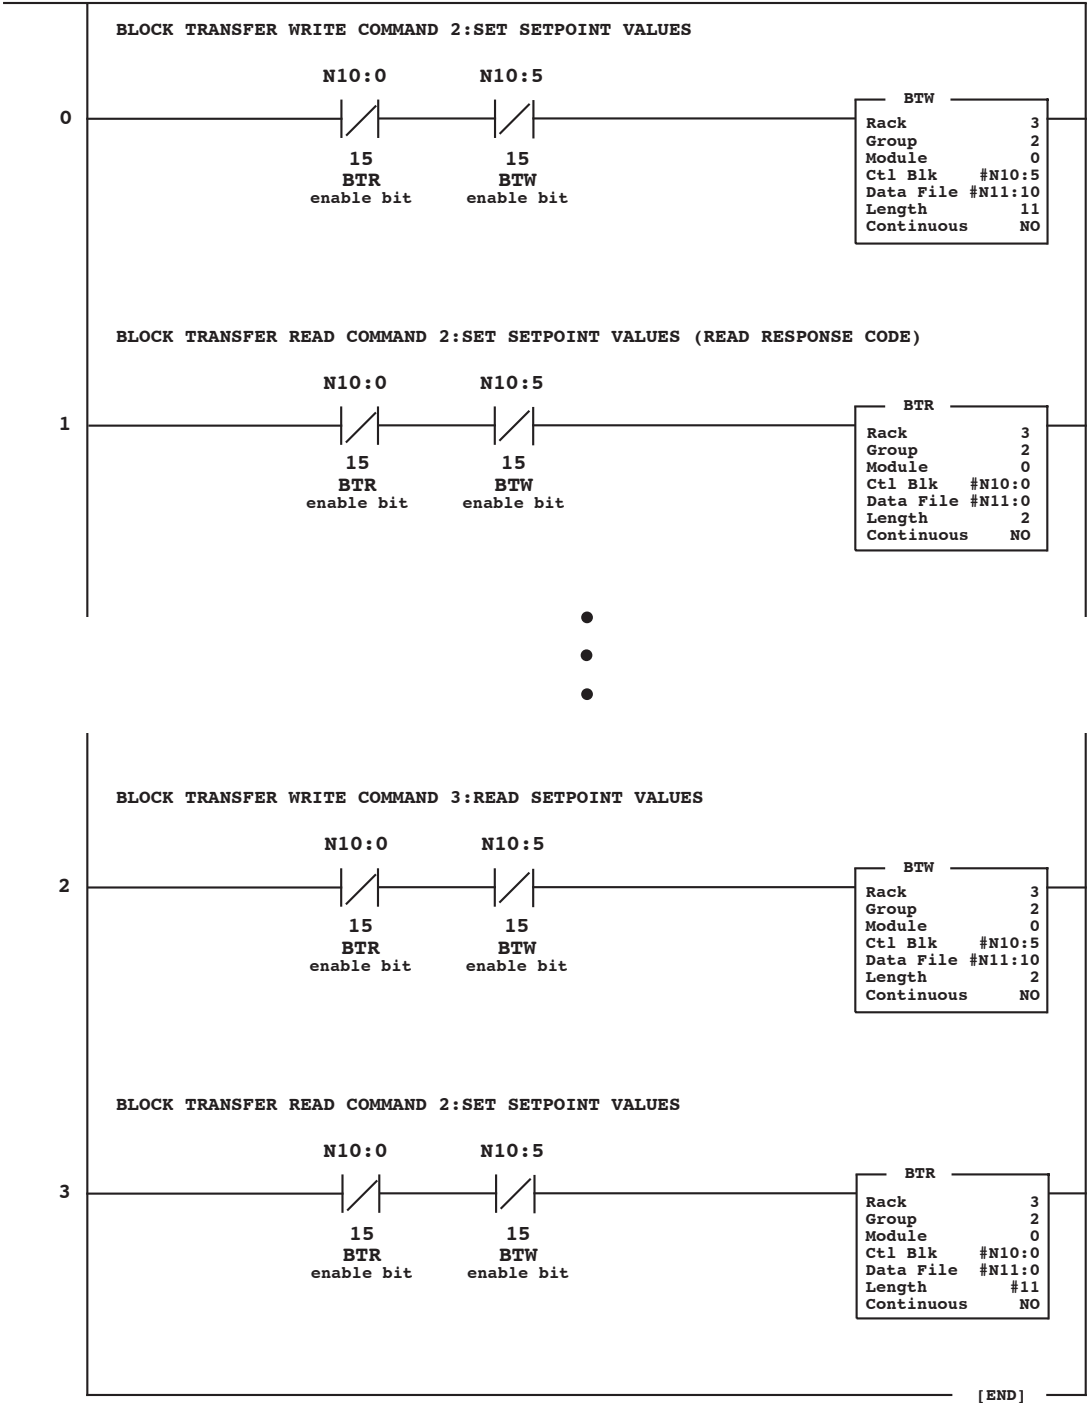 BLOCK TRANSFER WRITE COMMAND 2:SET SETPOINT VALUES
N10:0 N10:5
0
15 15
BTR BTW
enable bit enable bit
BTW
Rack 3
Group 2
Module 0
Ctl Blk #N10:5
Data File #N11:10
Length 11
Continuous NO
BLOCK TRANSFER READ COMMAND 2:SET SETPOINT VALUES (READ RESPONSE CODE)
N10:0 N10:5
1
15 15
BTR BTW
enable bit enable bit
BTR
Rack 3
Group 2
Module 0
Ctl Blk #N10:0
Data File #N11:0
Length 2
Continuous NO
BLOCK TRANSFER WRITE COMMAND 3:READ SETPOINT VALUES
N10:0 N10:5
2
15 15
BTR BTW
enable bit enable bit
BTW
Rack 3
Group 2
Module 0
Ctl Blk #N10:5
Data File #N11:10
Length 2
Continuous NO
BLOCK TRANSFER READ COMMAND 2:SET SETPOINT VALUES
N10:0 N10:5
3
15 15
BTR BTW
enable bit enable bit
BTR
Rack 3
Group 2
Module 0
Ctl Blk #N10:0
Data File #N11:0
Length #11
Continuous NO
[END]